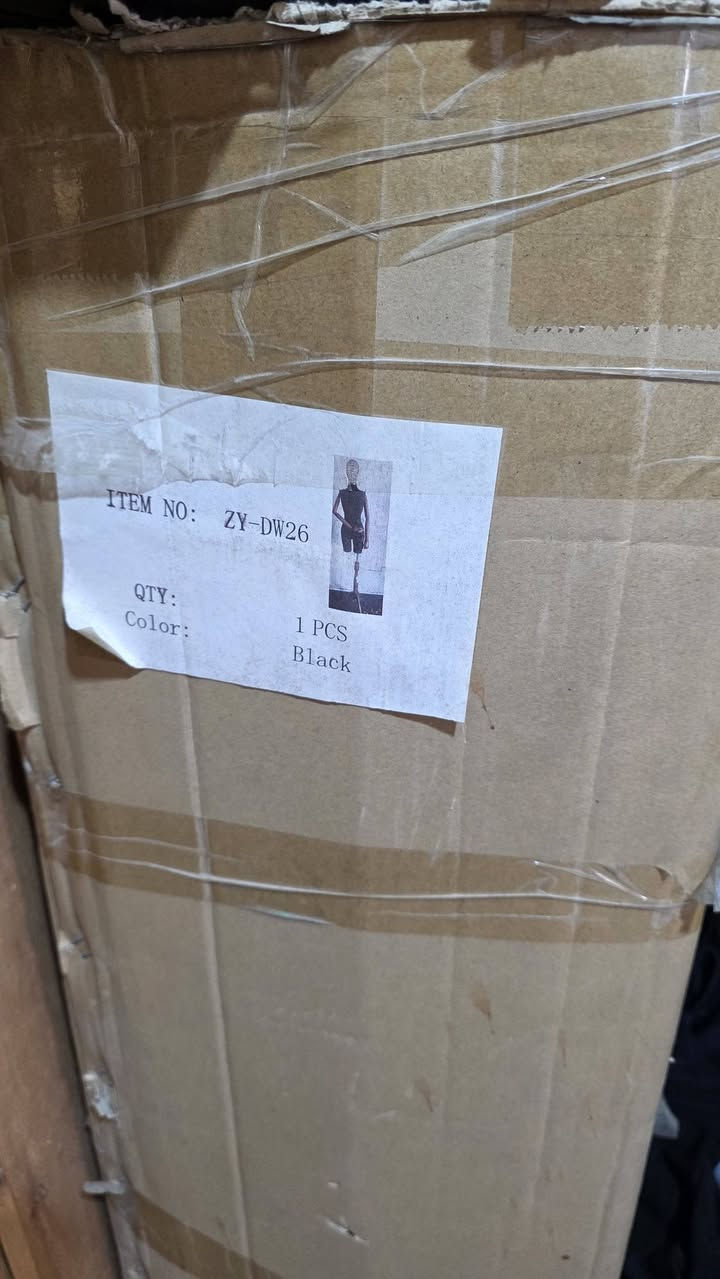 ITEM NO: ZY-DW26
QTY: 1 PCS
Color: Black